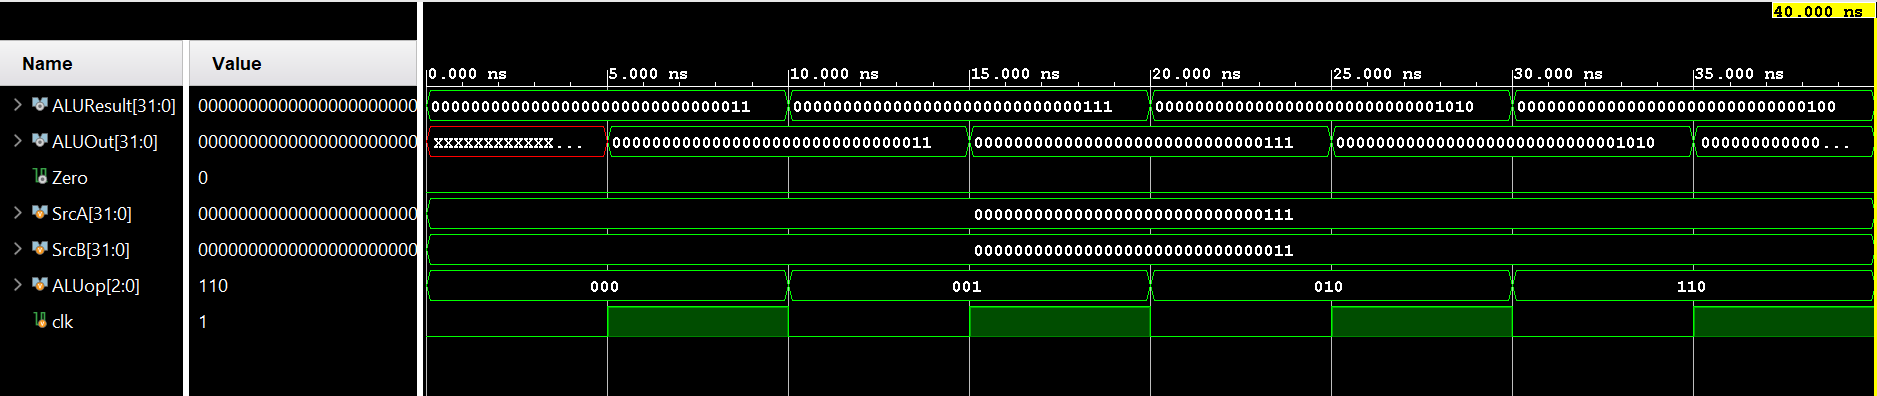 40.000 ns
Name Value
0.000 ns 5.000 ns 10.000 ns 15.000 ns 20.000 ns 25.000 ns 30.000 ns 35.000 ns
ALUResult[31:0] 0000000000000000000000 00000000000000000000000000000011 00000000000000000000000000000111 00000000000000000000000000001010 00000000000000000000000000000100
ALUOut[31:0] 0000000000000000000000 XXXXXXXXXXXX... 00000000000000000000000000000011 00000000000000000000000000000111 00000000000000000000000000001010 000000000000...
Zero 0
SrcA[31:0] 0000000000000000000000 00000000000000000000000000000111
SrcB[31:0] 0000000000000000000000 00000000000000000000000000000011
ALUop[2:0] 110 000 001 010 110
clk 1